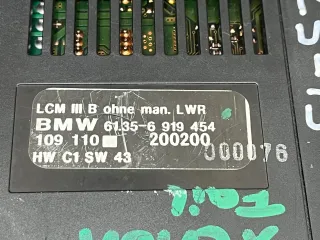 LCM III B ohne man. LWR
BMW 61.35-6 919 454
109 110 200200
HW C1 SW 43 000076
Fail